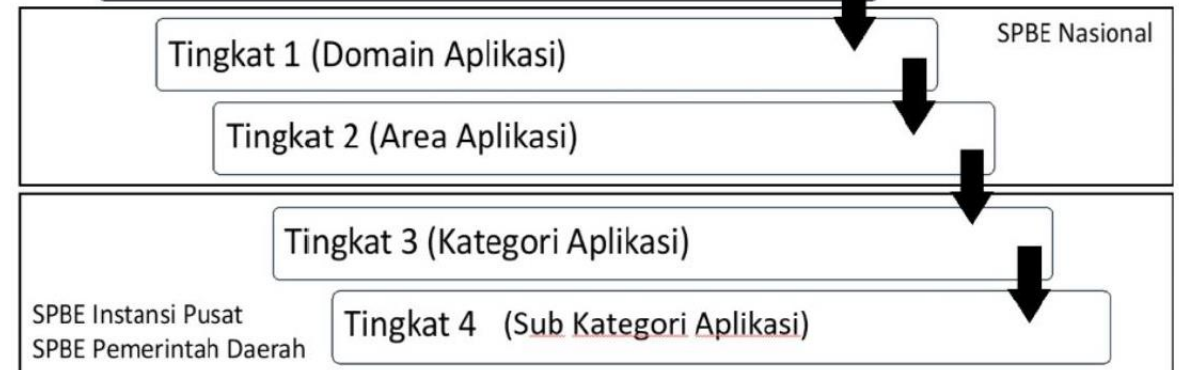 SPBE Nasional
Tingkat 1 (Domain Aplikasi)
Tingkat 2 (Area Aplikasi)
Tingkat 3 (Kategori Aplikasi)
SPBE Instansi Pusat
SPBE Pemerintah Daerah
Tingkat 4 (Sub Kategori Aplikasi)